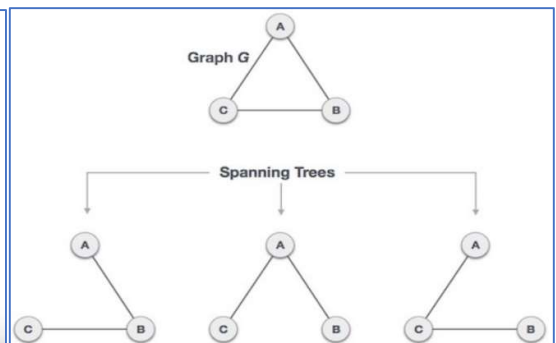 A
Graph G
C B
Spanning Trees
A A A
C B C B C B